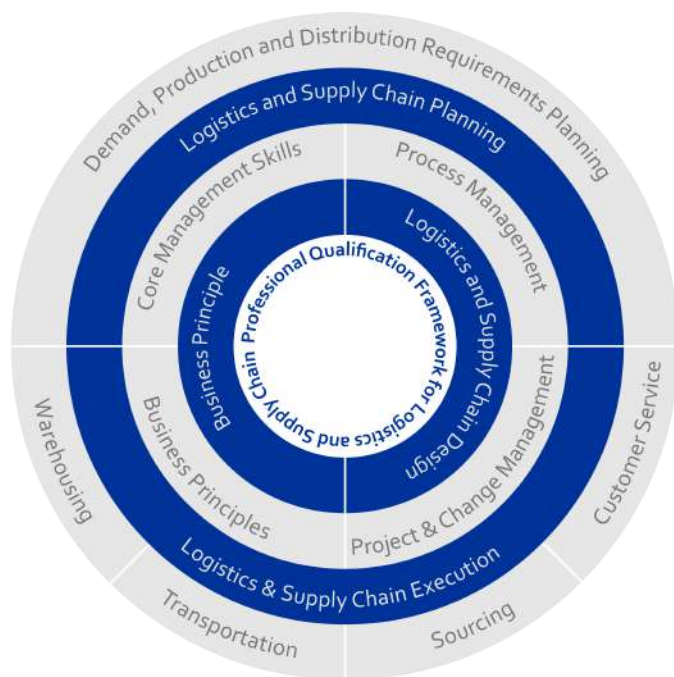 Demand, Production and Distribution Requirements Planning
Logistics and Supply Chain Planning
Core Management Skills
Process Management
Business Principle
Logistics and Supply Chain Design
Professional Qualification Framework for Logistics and Supply Chain
Business Principles
Project & Change Management
Logistics & Supply Chain Execution
Warehousing
Transportation
Sourcing
Customer Service